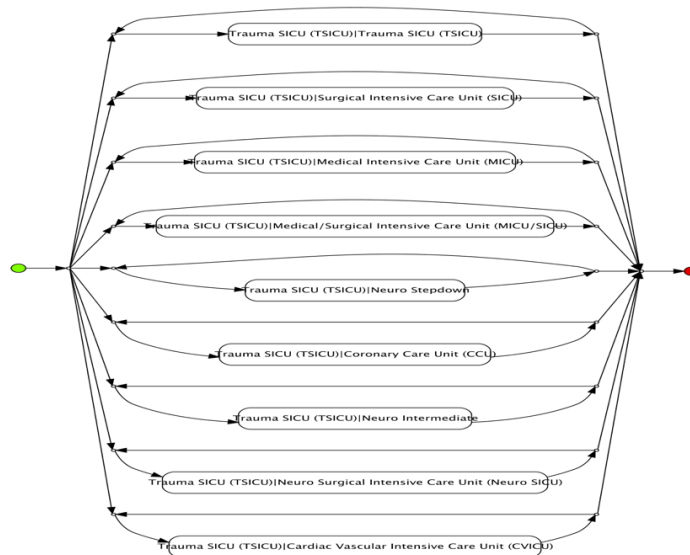 Trauma SICU (TSICU)|Trauma SICU (TSICU)
Trauma SICU (TSICU)|Surgical Intensive Care Unit (SICU)
Trauma SICU (TSICU)|Medical Intensive Care Unit (MICU)
Trauma SICU (TSICU)|Medical/Surgical Intensive Care Unit (MICU/SICU)
Trauma SICU (TSICU)|Neuro Stepdown
Trauma SICU (TSICU)|Coronary Care Unit (CCU)
Trauma SICU (TSICU)|Neuro Intermediate
Trauma SICU (TSICU)|Neuro Surgical Intensive Care Unit (Neuro SICU)
Trauma SICU (TSICU)|Cardiac Vascular Intensive Care Unit (CVICU)